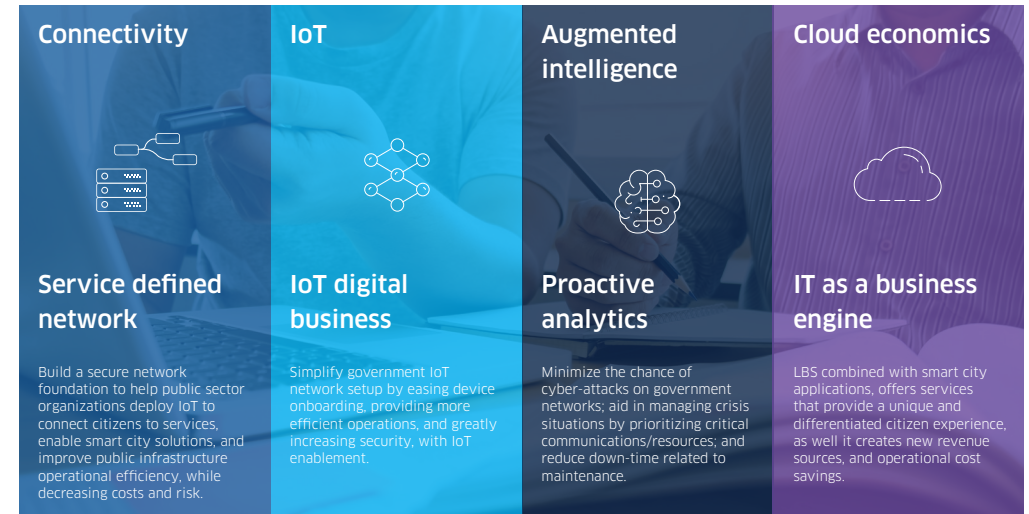 Connectivity
Service defined
network
Build a secure network
foundation to help public sector
organizations deploy IoT to
connect citizens to services,
enable smart city solutions, and
improve public infrastructure
operational efficiency, while
decreasing costs and risk.
IoT
IoT digital
business
Simplify government IoT
network setup by easing device
onboarding, providing more
efficient operations, and greatly
increasing security, with IoT
enablement.
Augmented
intelligence
Proactive
analytics
Minimize the chance of
cyber-attacks on government
networks; aid in managing crisis
situations by prioritizing critical
communications/resources; and
reduce down-time related to
maintenance.
Cloud economics
IT as a business
engine
LBS combined with smart city
applications, offers services
that provide a unique and
differentiated citizen experience,
as well it creates new revenue
sources, and operational cost
savings.